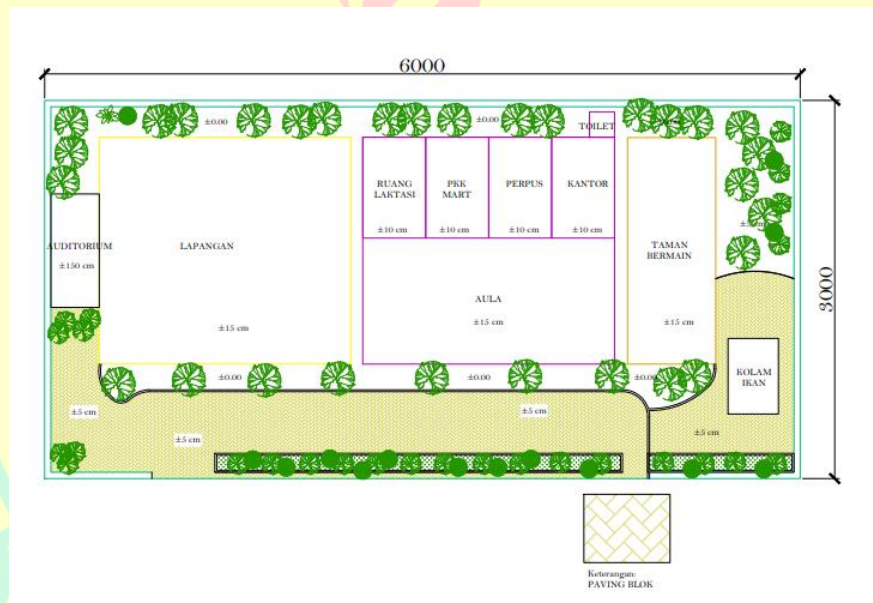 6000
±0.00
±0.00
TOILET
RUANG
LAKTASI
PKK
MART
PERPUS
KANTOR
±10 cm
±10 cm
±10 cm
±10 cm
AUDITORIUM
±150 cm
LAPANGAN
TAMAN
BERMAIN
3000
AULA
±15 cm
±15 cm
±15 cm
KOLAM
IKAN
±0.00
±0.00
±0.00
±5 cm
±5 cm
±5 cm
±5 cm
Keterangan:
PAVING BLOK